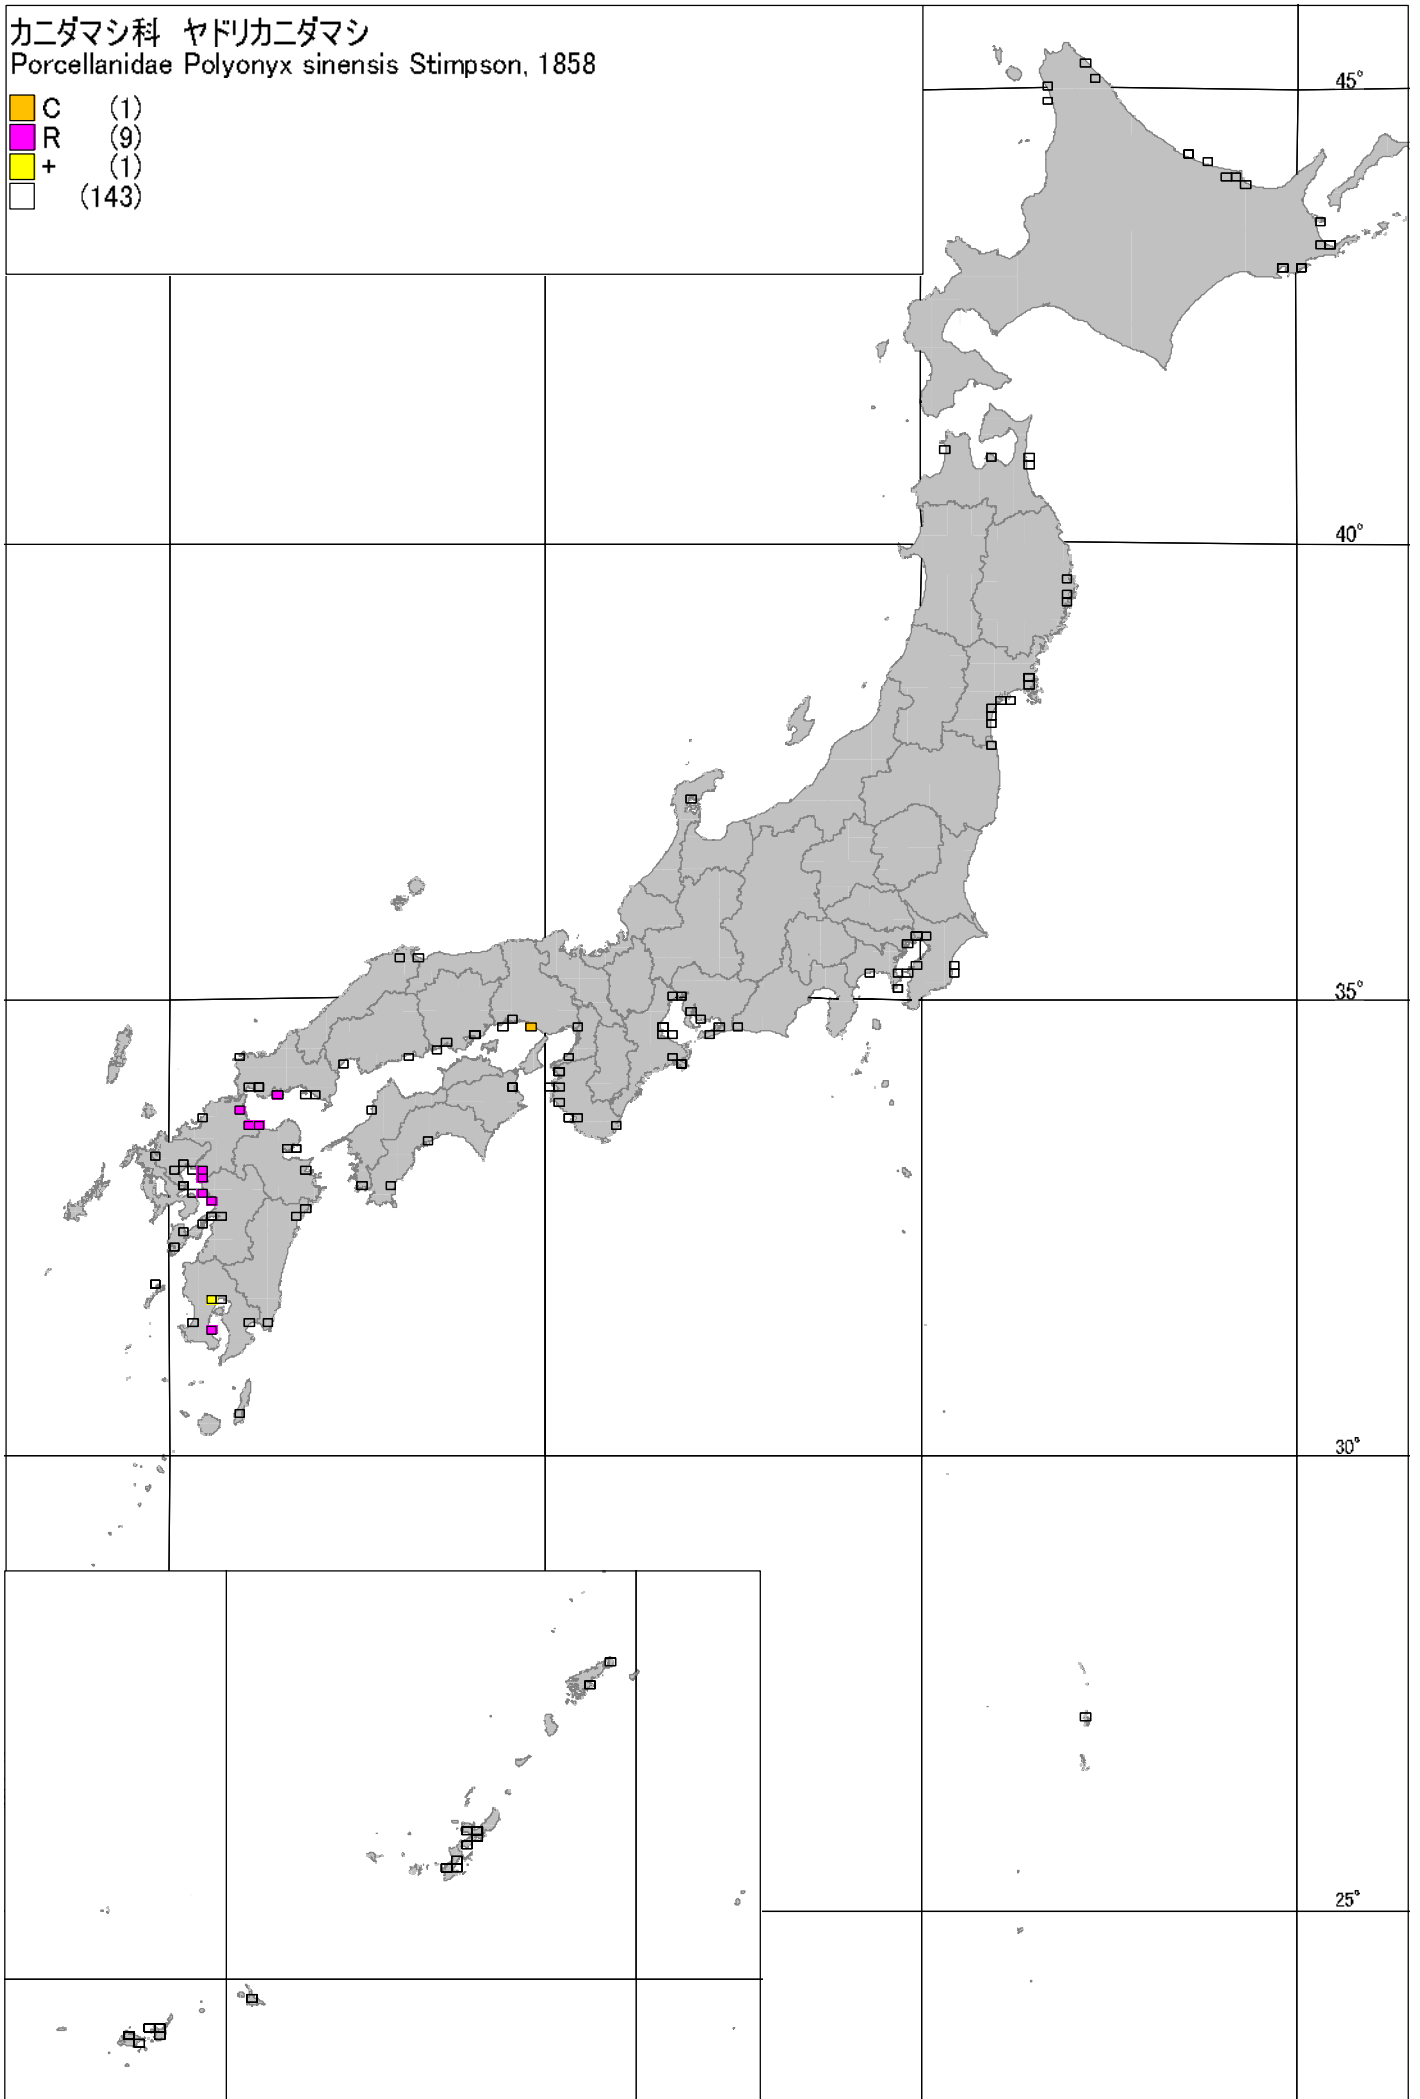 カニダマシ科 ヤドリカニダマシ
Porcellanidae Polyonyx sinensis Stimpson, 1858
C (1)
R (9)
+ (1)
(143)
45°
40°
35°
30°
25°